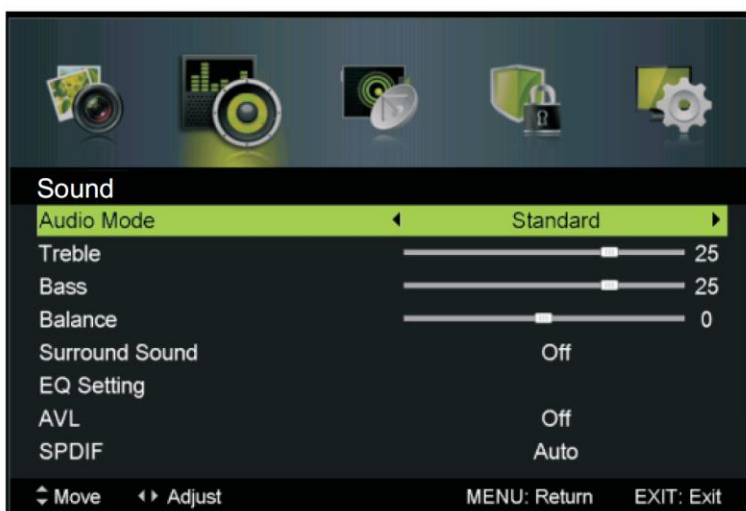 Sound
Audio Mode Standard
Treble 25
Bass 25
Balance 0
Surround Sound Off
EQ Setting
AVL Off
SPDIF Auto
Move Adjust MENU: Return EXIT: Exit